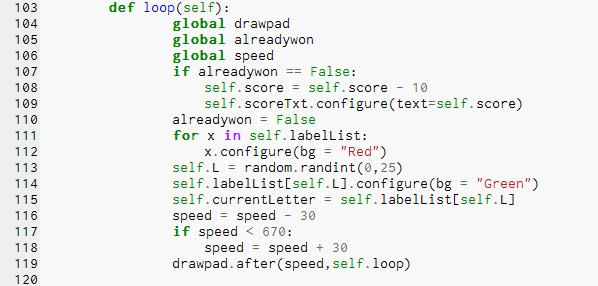 103         def loop(self):
104                 global drawpad
105                 global alreadywon
106                 global speed
107                 if alreadywon == False:
108                     self.score = self.score - 10
109                     self.scoreTxt.configure(text=self.score)
110                 alreadywon = False
111                 for x in self.labelList:
112                     x.configure(bg = "Red")
113                 self.L = random.randint(0,25)
114                 self.labelList[self.L].configure(bg = "Green")
115                 self.currentLetter = self.labelList[self.L]
116                 speed = speed - 30
117                 if speed < 670:
118                     speed = speed + 30
119                 drawpad.after(speed,self.loop)
120